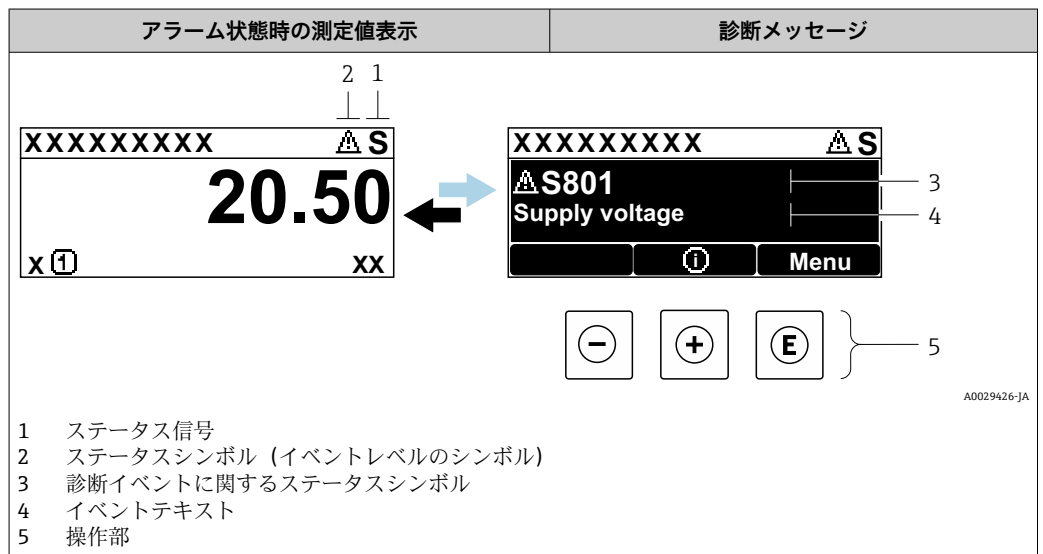 アラーム状態時の測定値表示
診断メッセージ
2 1
XXXXXXXXX S
20.50
X 1 XX
XXXXXXXXX S
S801
Supply voltage
i Menu
3
4
− + E
5
A0029426-JA
1 ステータス信号
2 ステータスシンボル (イベントレベルのシンボル)
3 診断イベントに関するステータスシンボル
4 イベントテキスト
5 操作部